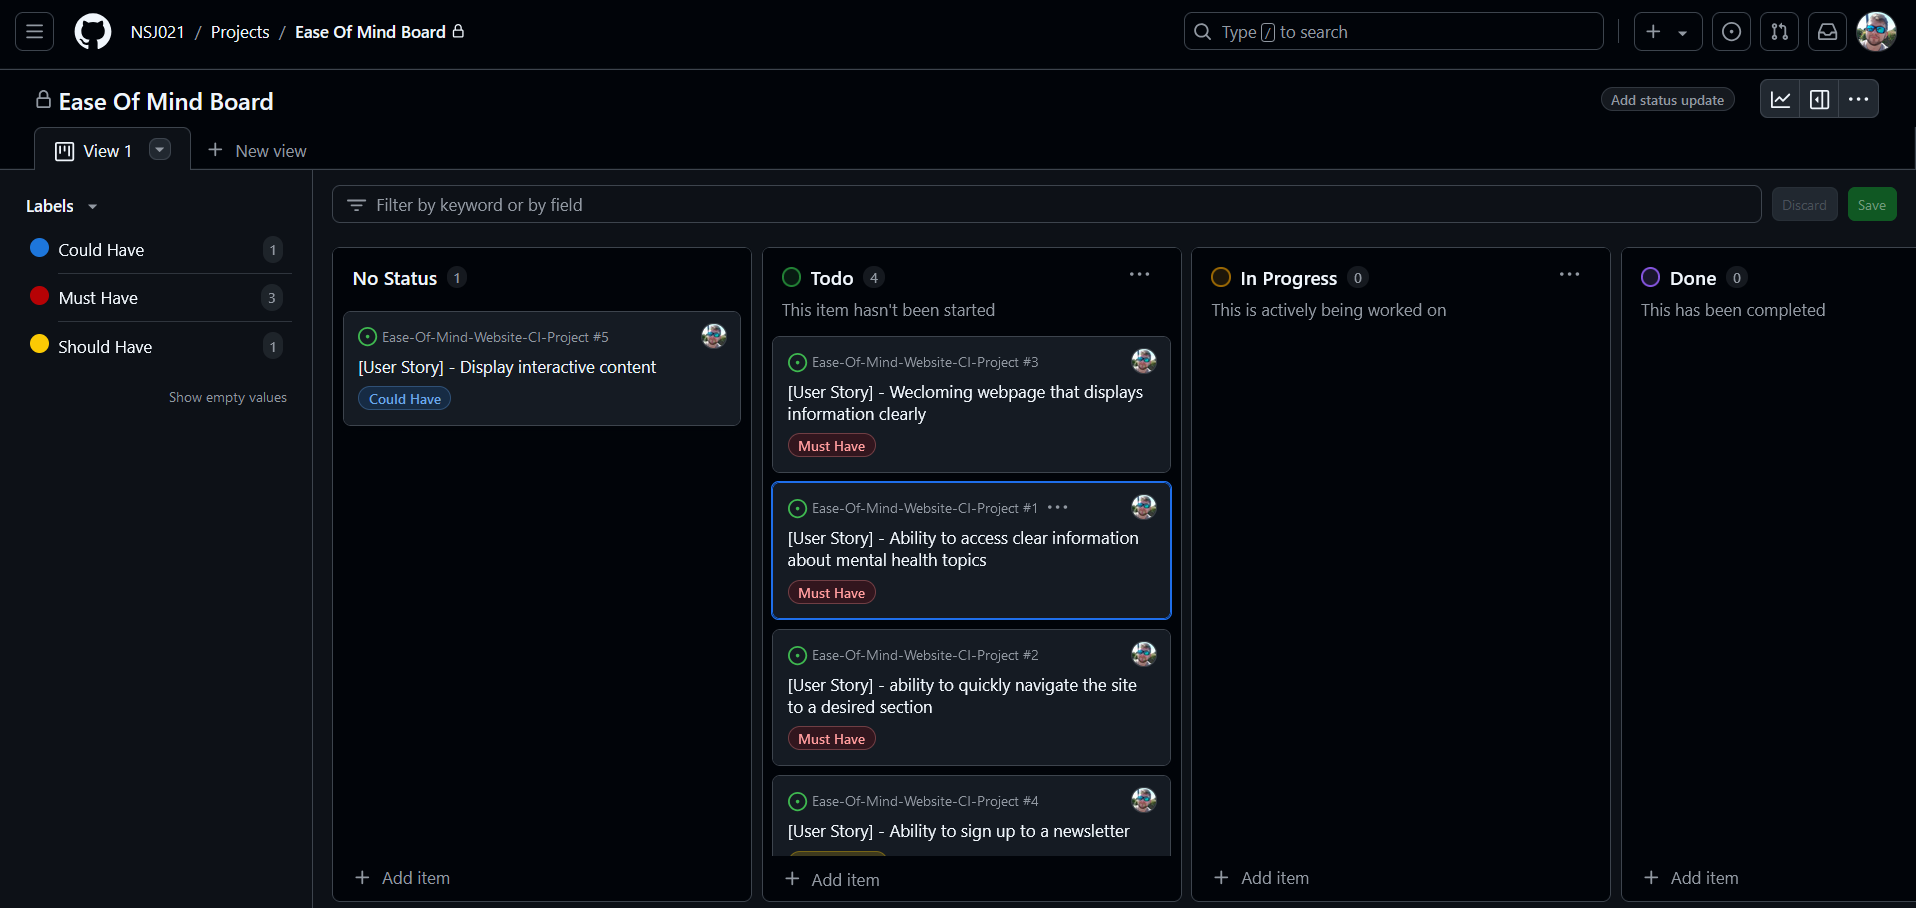 NSJ021 / Projects / Ease Of Mind Board
Type / to search
Ease Of Mind Board
Add status update
View 1
New view
Labels
Could Have 1
Must Have 3
Should Have 1
Show empty values
Filter by keyword or by field
Discard
Save
No Status 1
Ease-Of-Mind-Website-CI-Project #5
[User Story] - Display interactive content
Could Have
Add item
Todo 4
This item hasn't been started
Ease-Of-Mind-Website-CI-Project #3
[User Story] - Wecloming webpage that displays
information clearly
Must Have
Ease-Of-Mind-Website-CI-Project #1
[User Story] - Ability to access clear information
about mental health topics
Must Have
Ease-Of-Mind-Website-CI-Project #2
[User Story] - ability to quickly navigate the site
to a desired section
Must Have
Ease-Of-Mind-Website-CI-Project #4
[User Story] - Ability to sign up to a newsletter
Add item
In Progress 0
This is actively being worked on
Add item
Done 0
This has been completed
Add item